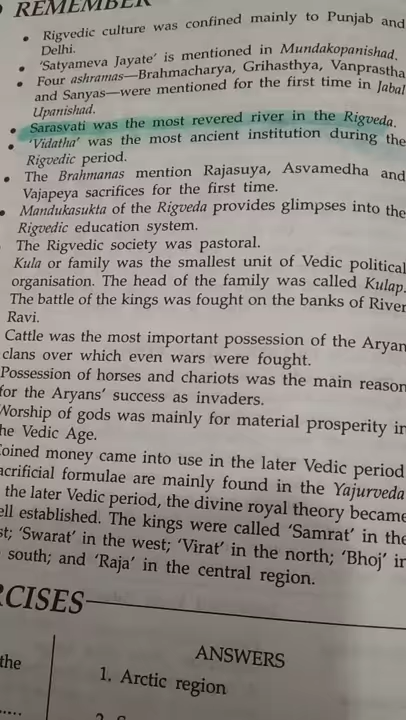 REMEMBER
Rigvedic culture was confined mainly to Punjab and
Delhi.
'Satyameva Jayate' is mentioned in Mundakopanishad.
Four ashramas—Brahmacharya, Grihasthya, Vanprastha
and Sanyas—were mentioned for the first time in Jabal
Upanishad.
Sarasvati was the most revered river in the Rigveda.
'Vidatha' was the most ancient institution during the
Rigvedic period.
The Brahmanas mention Rajasuya, Asvamedha and
Vajapeya sacrifices for the first time.
Mandukasukta of the Rigveda provides glimpses into the
Rigvedic education system.
The Rigvedic society was pastoral.
Kula or family was the smallest unit of Vedic political
organisation. The head of the family was called Kulap.
The battle of the kings was fought on the banks of River
Ravi.
Cattle was the most important possession of the Aryan
clans over which even wars were fought.
Possession of horses and chariots was the main reason
for the Aryans' success as invaders.
Worship of gods was mainly for material prosperity in
he Vedic Age.
Coined money came into use in the later Vedic period
acrificial formulae are mainly found in the Yajurveda
the later Vedic period, the divine royal theory became
ell established. The kings were called 'Samrat' in the
st; 'Swarat' in the west; 'Virat' in the north; 'Bhoj' in
south; and 'Raja' in the central region.
RCISES
the
.....
ANSWERS
1. Arctic region